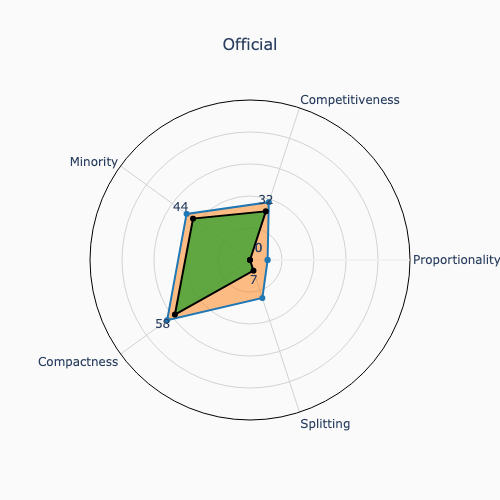 Official
Competitiveness
Minority
44
32
0
Proportionality
7
58
Compactness
Splitting